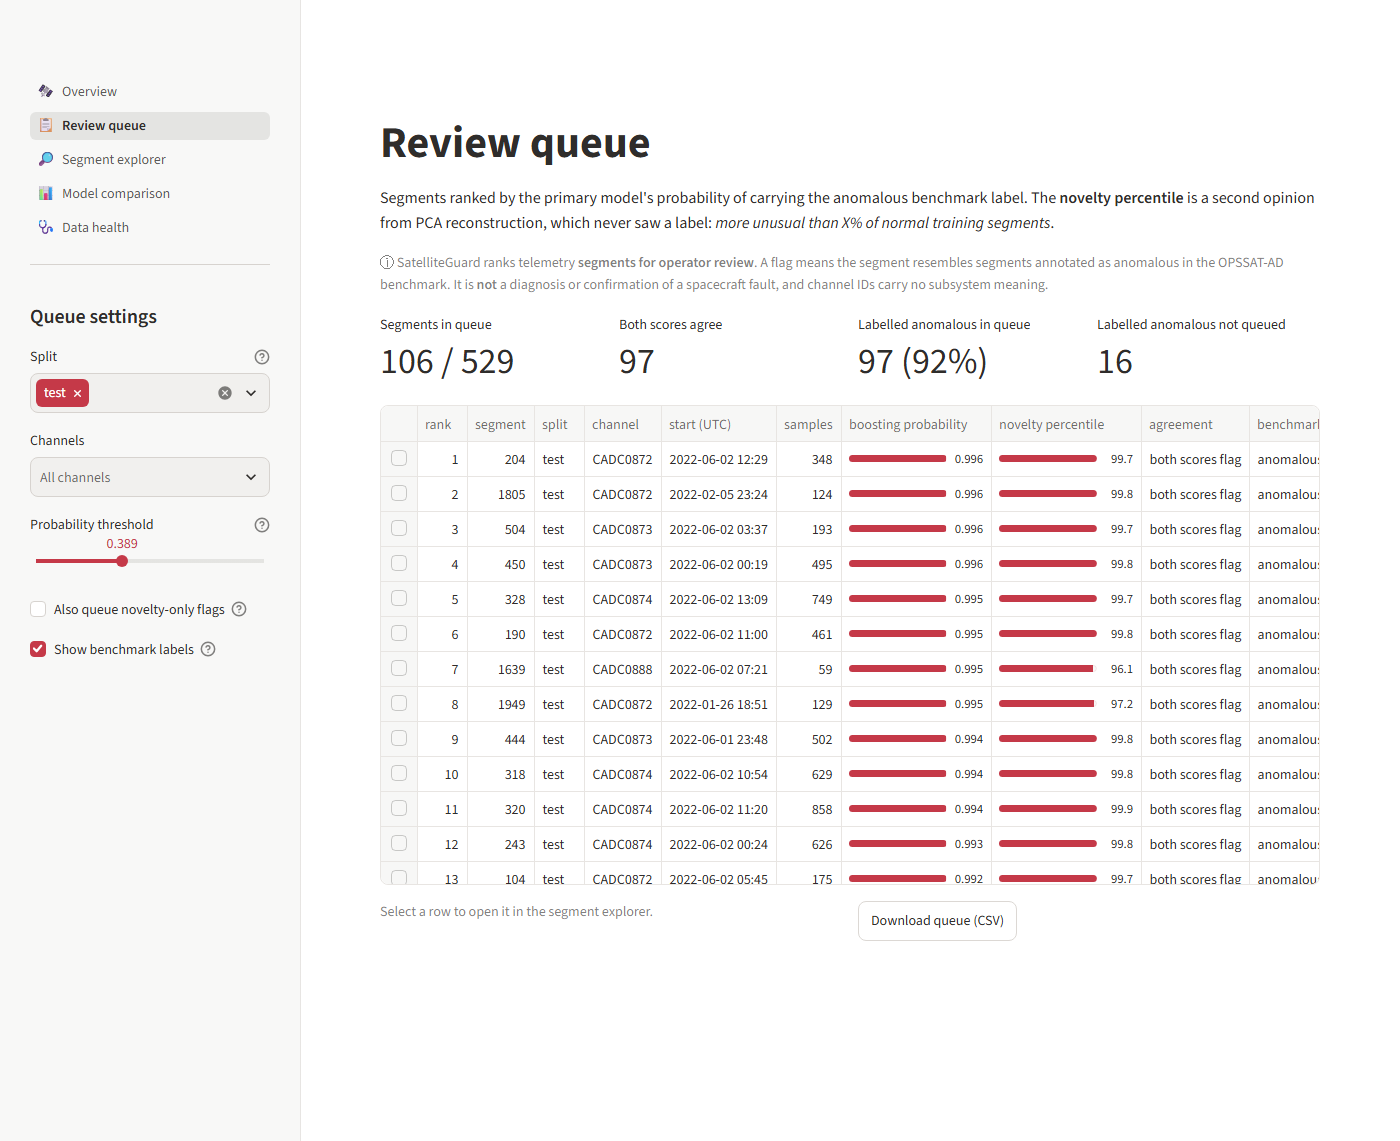 Overview
Review queue
Segment explorer
Model comparison
Data health
Queue settings
Split
test ×
Channels
All channels
Probability threshold
0.389
Also queue novelty-only flags
Show benchmark labels
Review queue
Segments ranked by the primary model's probability of carrying the anomalous benchmark label. The novelty percentile is a second opinion
from PCA reconstruction, which never saw a label: more unusual than X% of normal training segments.
ⓘ SatelliteGuard ranks telemetry segments for operator review. A flag means the segment resembles segments annotated as anomalous in the OPSSAT-AD
benchmark. It is not a diagnosis or confirmation of a spacecraft fault, and channel IDs carry no subsystem meaning.
Segments in queue Both scores agree Labelled anomalous in queue Labelled anomalous not queued
106 / 529 97 97 (92%) 16
rank segment split channel start (UTC) samples boosting probability novelty percentile agreement benchmark
1 204 test CADC0872 2022-06-02 12:29 348 0.996 99.7 both scores flag anomalous
2 1805 test CADC0872 2022-02-05 23:24 124 0.996 99.8 both scores flag anomalous
3 504 test CADC0873 2022-06-02 03:37 193 0.996 99.7 both scores flag anomalous
4 450 test CADC0873 2022-06-02 00:19 495 0.996 99.8 both scores flag anomalous
5 328 test CADC0874 2022-06-02 13:09 749 0.995 99.7 both scores flag anomalous
6 190 test CADC0872 2022-06-02 11:00 461 0.995 99.8 both scores flag anomalous
7 1639 test CADC0888 2022-06-02 07:21 59 0.995 96.1 both scores flag anomalous
8 1949 test CADC0872 2022-01-26 18:51 129 0.995 97.2 both scores flag anomalous
9 444 test CADC0873 2022-06-01 23:48 502 0.994 99.8 both scores flag anomalous
10 318 test CADC0874 2022-06-02 10:54 629 0.994 99.8 both scores flag anomalous
11 320 test CADC0874 2022-06-02 11:20 858 0.994 99.9 both scores flag anomalous
12 243 test CADC0874 2022-06-02 00:24 626 0.993 99.8 both scores flag anomalous
13 104 test CADC0872 2022-06-02 05:45 175 0.992 99.7 both scores flag anomalous
Select a row to open it in the segment explorer.
Download queue (CSV)